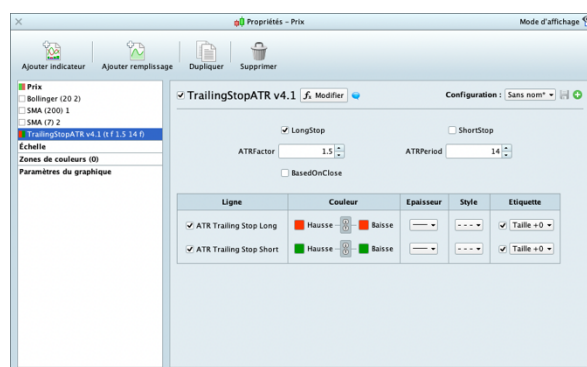 Propriétés - Prix
Mode d'affichage
Ajouter indicateur
Ajouter remplissage
Dupliquer
Supprimer
Prix
Bollinger (20 2)
SMA (200) 1
SMA (7) 2
TrailingStopATR v4.1 (t f 1.5 14 f)
Échelle
Zones de couleurs (0)
Paramètres du graphique
TrailingStopATR v4.1
fx Modifier
Configuration : Sans nom*
LongStop
ShortStop
ATRFactor 1.5
ATRPeriod 14
BasedOnClose
Ligne Couleur Epaisseur Style Etiquette
ATR Trailing Stop Long Hausse Baisse Taille +0
ATR Trailing Stop Short Hausse Baisse Taille +0